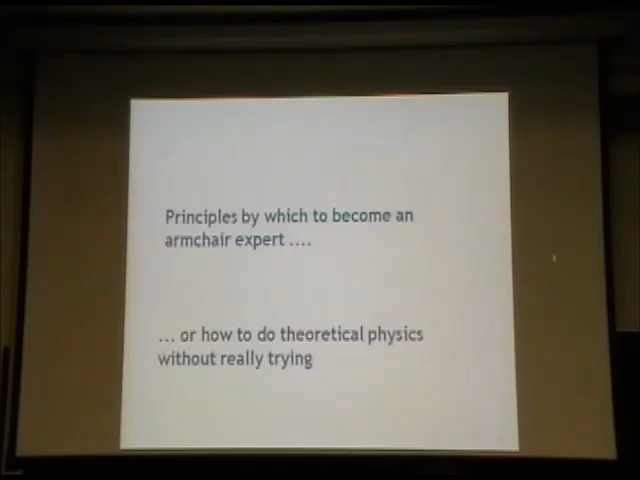 Principles by which to become an
armchair expert ....
... or how to do theoretical physics
without really trying